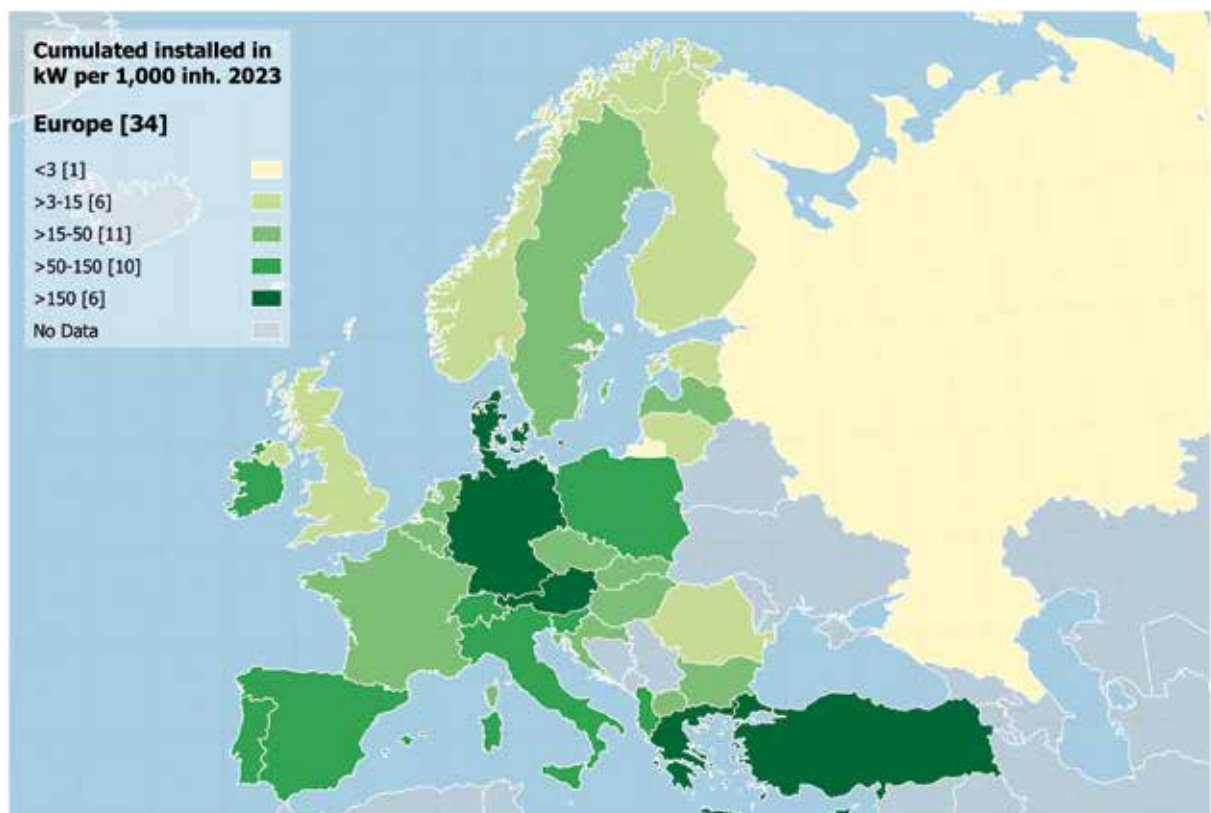 Cumulated installed in
kW per 1,000 inh. 2023
Europe [34]
<3 [1]
>3-15 [6]
>15-50 [11]
>50-150 [10]
>150 [6]
No Data